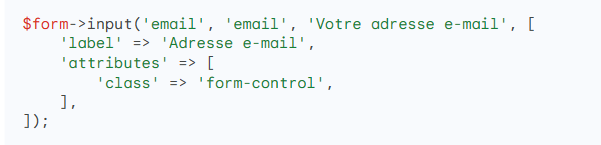 $form->input('email', 'email', 'Votre adresse e-mail', [
    'label' => 'Adresse e-mail',
    'attributes' => [
        'class' => 'form-control',
    ],
]);